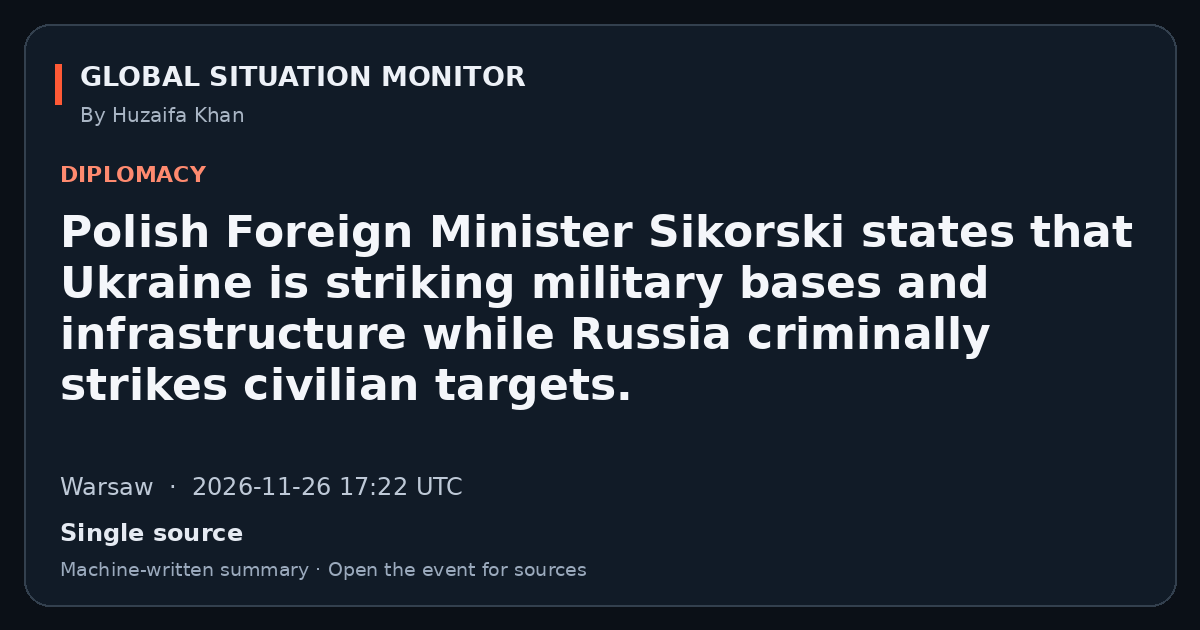 GLOBAL SITUATION MONITOR
By Huzaifa Khan
DIPLOMACY
Polish Foreign Minister Sikorski states that
Ukraine is striking military bases and
infrastructure while Russia criminally
strikes civilian targets.
Warsaw · 2026-11-26 17:22 UTC
Single source
Machine-written summary · Open the event for sources